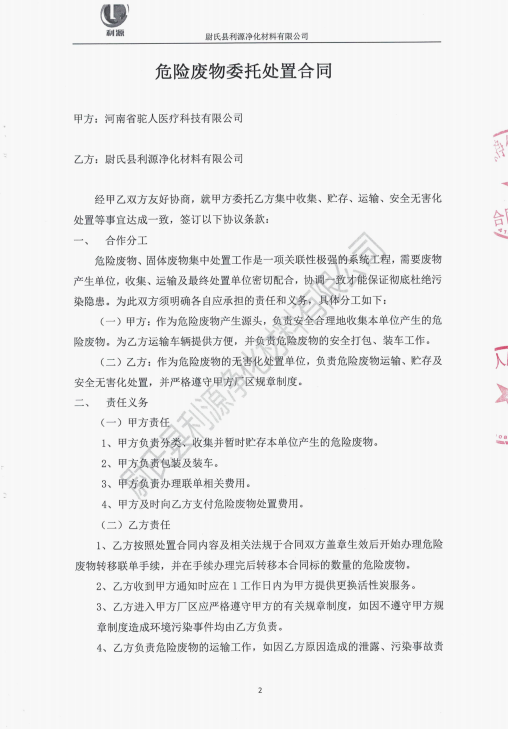 利源
尉氏县利源净化材料有限公司
危险废物委托处置合同
甲方：河南省驼人医疗科技有限公司
乙方：尉氏县利源净化材料有限公司
经甲乙双方友好协商，就甲方委托乙方集中收集、贮存、运输、安全无害化
处置等事宜达成一致，签订以下协议条款：
一、 合作分工
危险废物、固体废物集中处置工作是一项关联性极强的系统工程，需要废物
产生单位，收集、运输及最终处置单位密切配合，协调一致才能保证彻底杜绝污
染隐患。为此双方须明确各自应承担的责任和义务，具体分工如下：
（一）甲方：作为危险废物产生源头，负责安全合理地收集本单位产生的危
险废物。为乙方运输车辆提供方便，并负责危险废物的安全打包、装车工作。
（二）乙方：作为危险废物的无害化处置单位，负责危险废物运输、贮存及
安全无害化处置，并严格遵守甲方厂区规章制度。
二、 责任义务
（一）甲方责任
1、甲方负责分类、收集并暂时贮存本单位产生的危险废物。
2、甲方负责包装及装车。
3、甲方负责办理联单相关费用。
4、甲方及时向乙方支付危险废物处置费用。
（二）乙方责任
1、乙方按照处置合同内容及相关法规于合同双方盖章生效后开始办理危险
废物转移联单手续，并在手续办理完后转移本合同标的数量的危险废物。
2、乙方收到甲方通知时应在 1 工作日内为甲方提供更换活性炭服务。
3、乙方进入甲方厂区应严格遵守甲方的有关规章制度，如因不遵守甲方规
章制度造成环境污染事件均由乙方负责。
4、乙方负责危险废物的运输工作，如因乙方原因造成的泄露、污染事故责
2
尉氏县利源净化材料有限公司